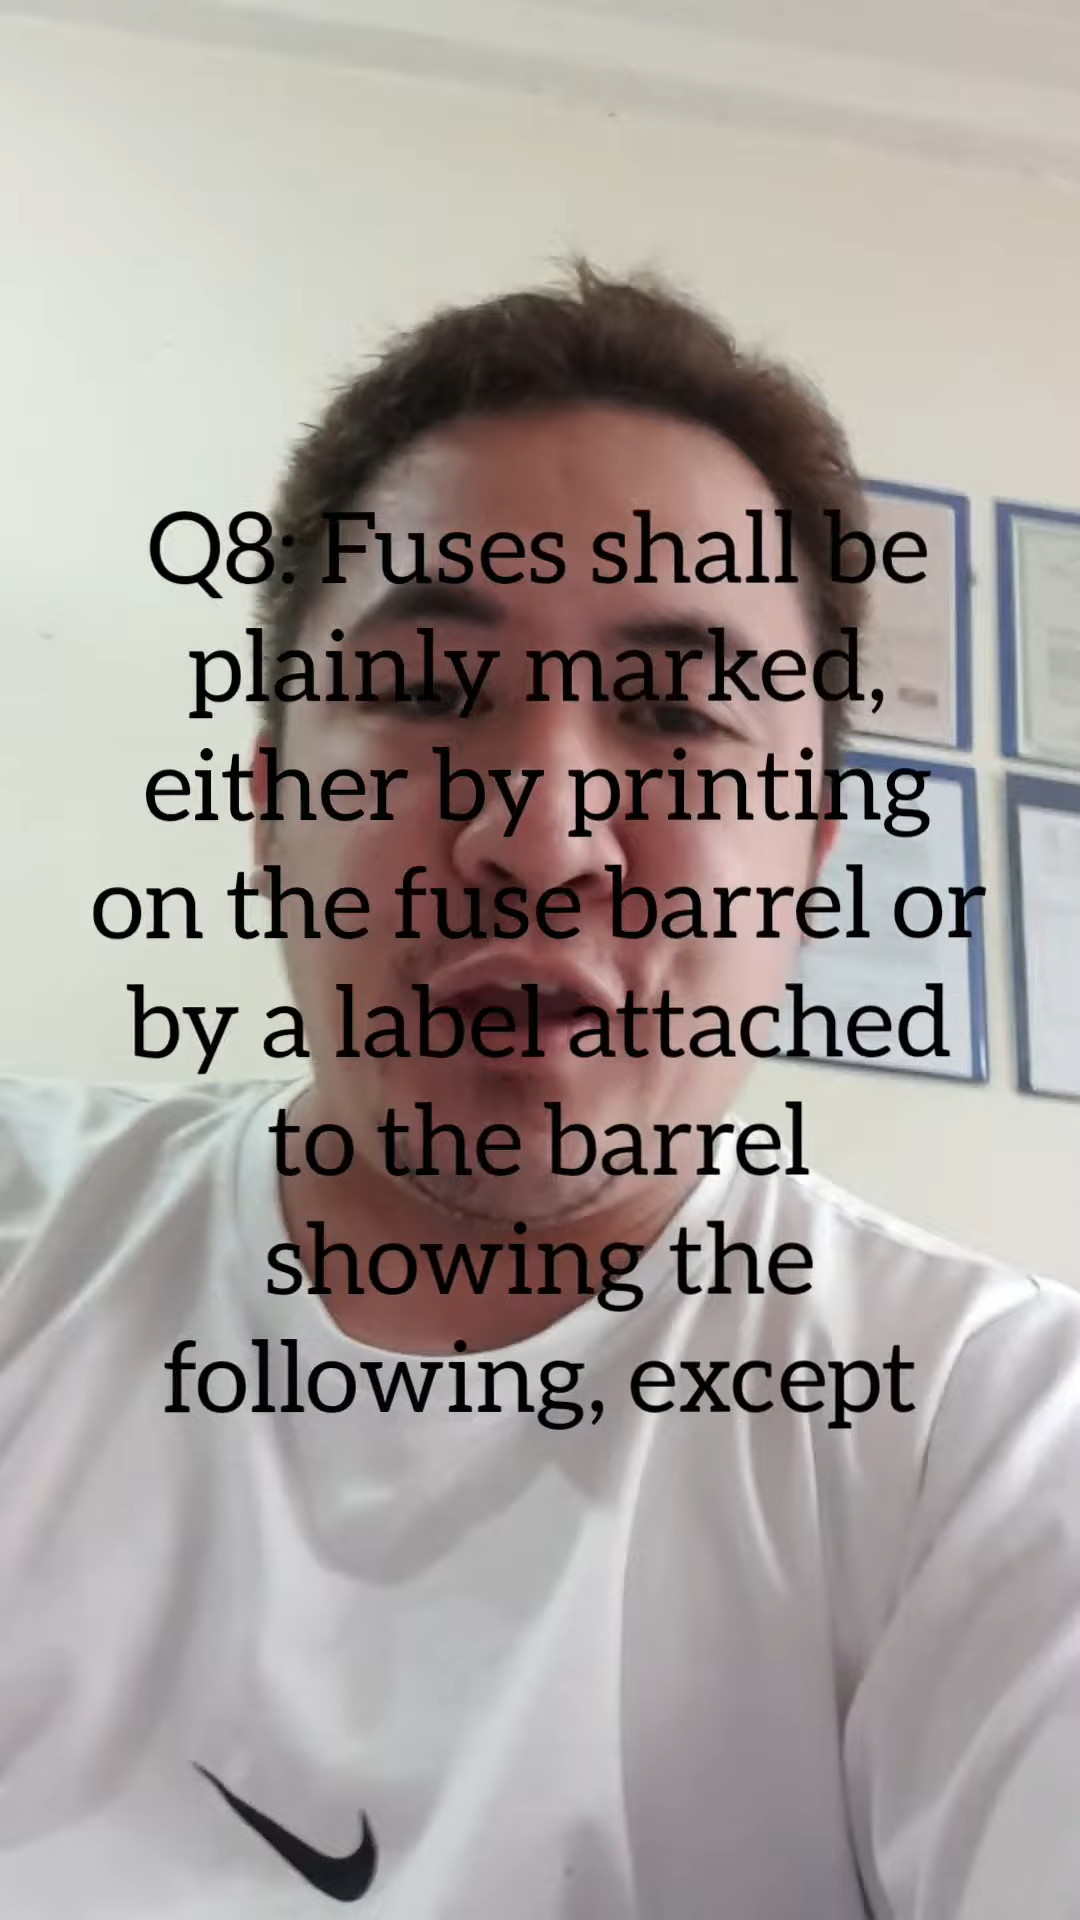 Q8: Fuses shall be
plainly marked,
either by printing
on the fuse barrel or
by a label attached
to the barrel
showing the
following, except